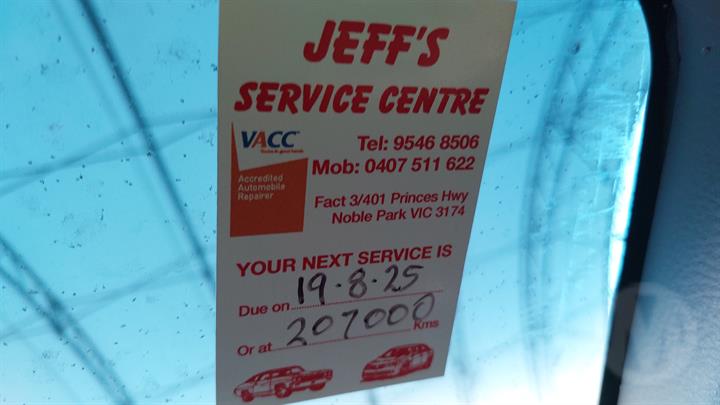 JEFF'S
SERVICE CENTRE
VACC
Tel: 9546 8506
Mob: 0407 511 622
Accredited
Automobile
Repairer
Fact 3/401 Princes Hwy
Noble Park VIC 3174
YOUR NEXT SERVICE IS
Due on 19.8.25
Or at 207000 Kms